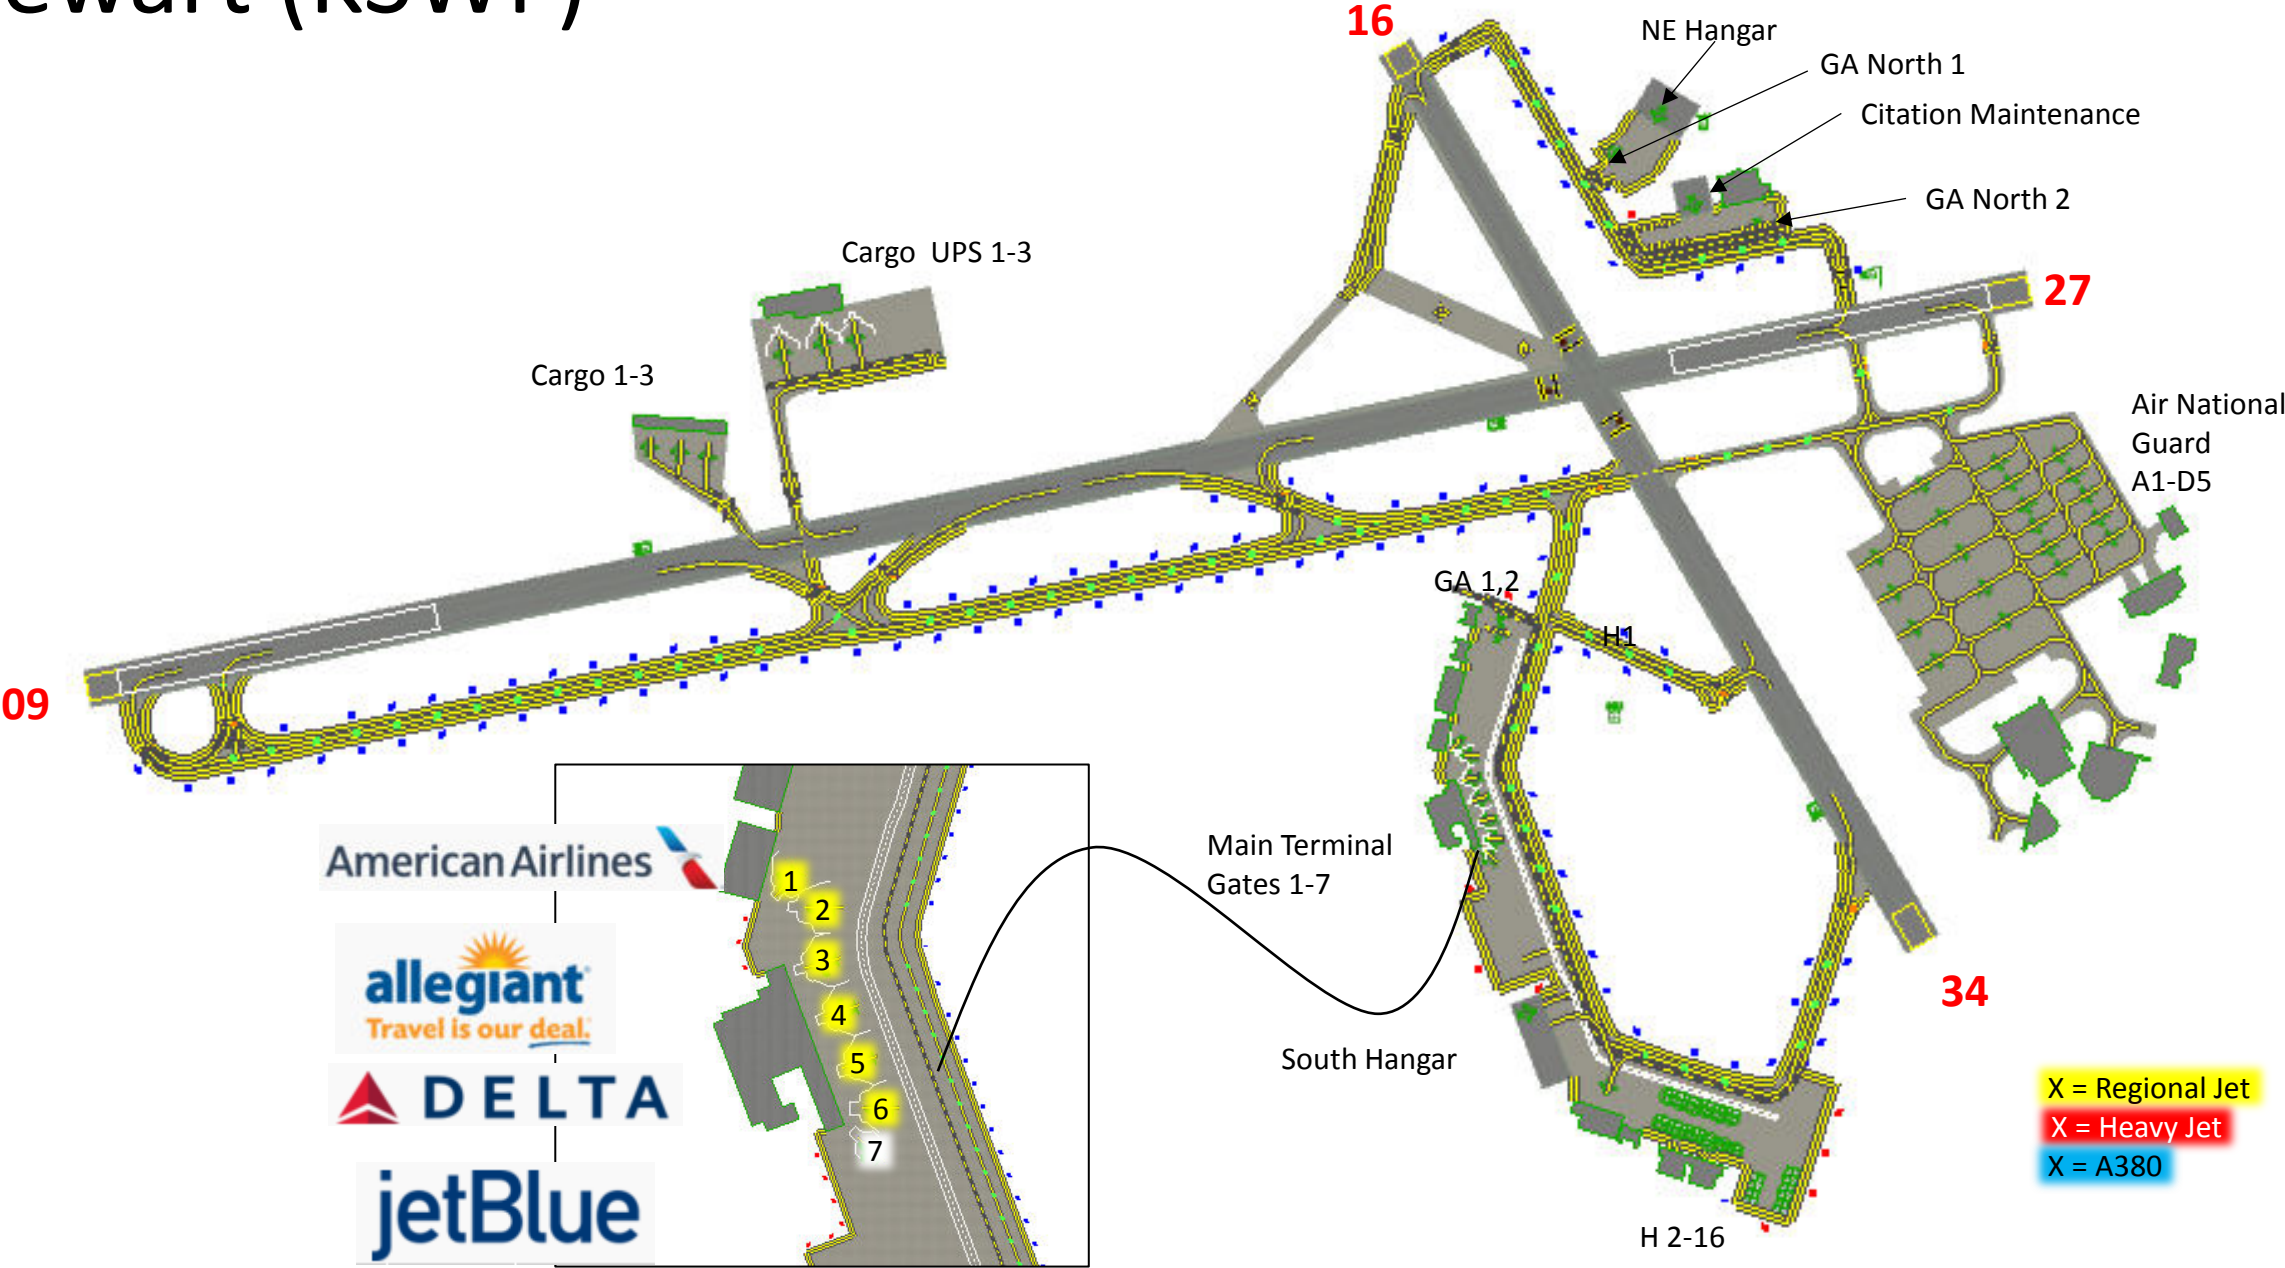 ewart (KSWF)
16
NE Hangar
GA North 1
Citation Maintenance
GA North 2
27
Cargo UPS 1-3
Cargo 1-3
Air National
Guard
A1-D5
GA 1,2
H1
09
American Airlines
allegiant
Travel is our deal.
DELTA
jetBlue
1
2
3
4
5
6
7
Main Terminal
Gates 1-7
South Hangar
34
H 2-16
X = Regional Jet
X = Heavy Jet
X = A380